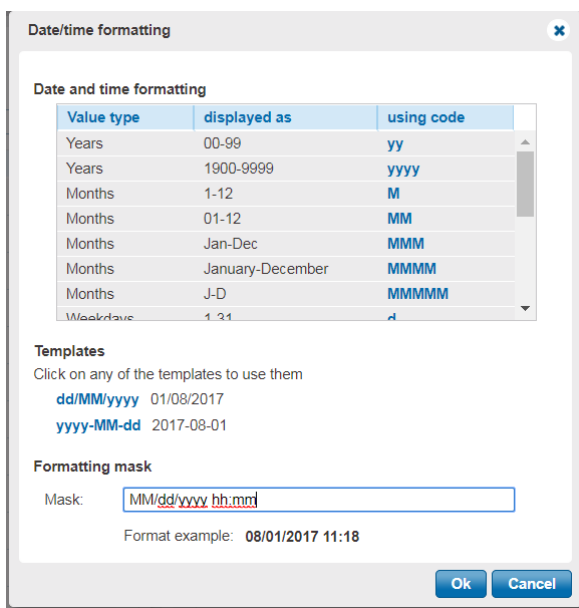 Date/time formatting
Date and time formatting
Value type displayed as using code
Years 00-99 yy
Years 1900-9999 yyyy
Months 1-12 M
Months 01-12 MM
Months Jan-Dec MMM
Months January-December MMMM
Months J-D MMMMM
Weekdays 1-31 d
Templates
Click on any of the templates to use them
dd/MM/yyyy 01/08/2017
yyyy-MM-dd 2017-08-01
Formatting mask
Mask: MM/dd/yyyy hh:mm
Format example: 08/01/2017 11:18
Ok Cancel